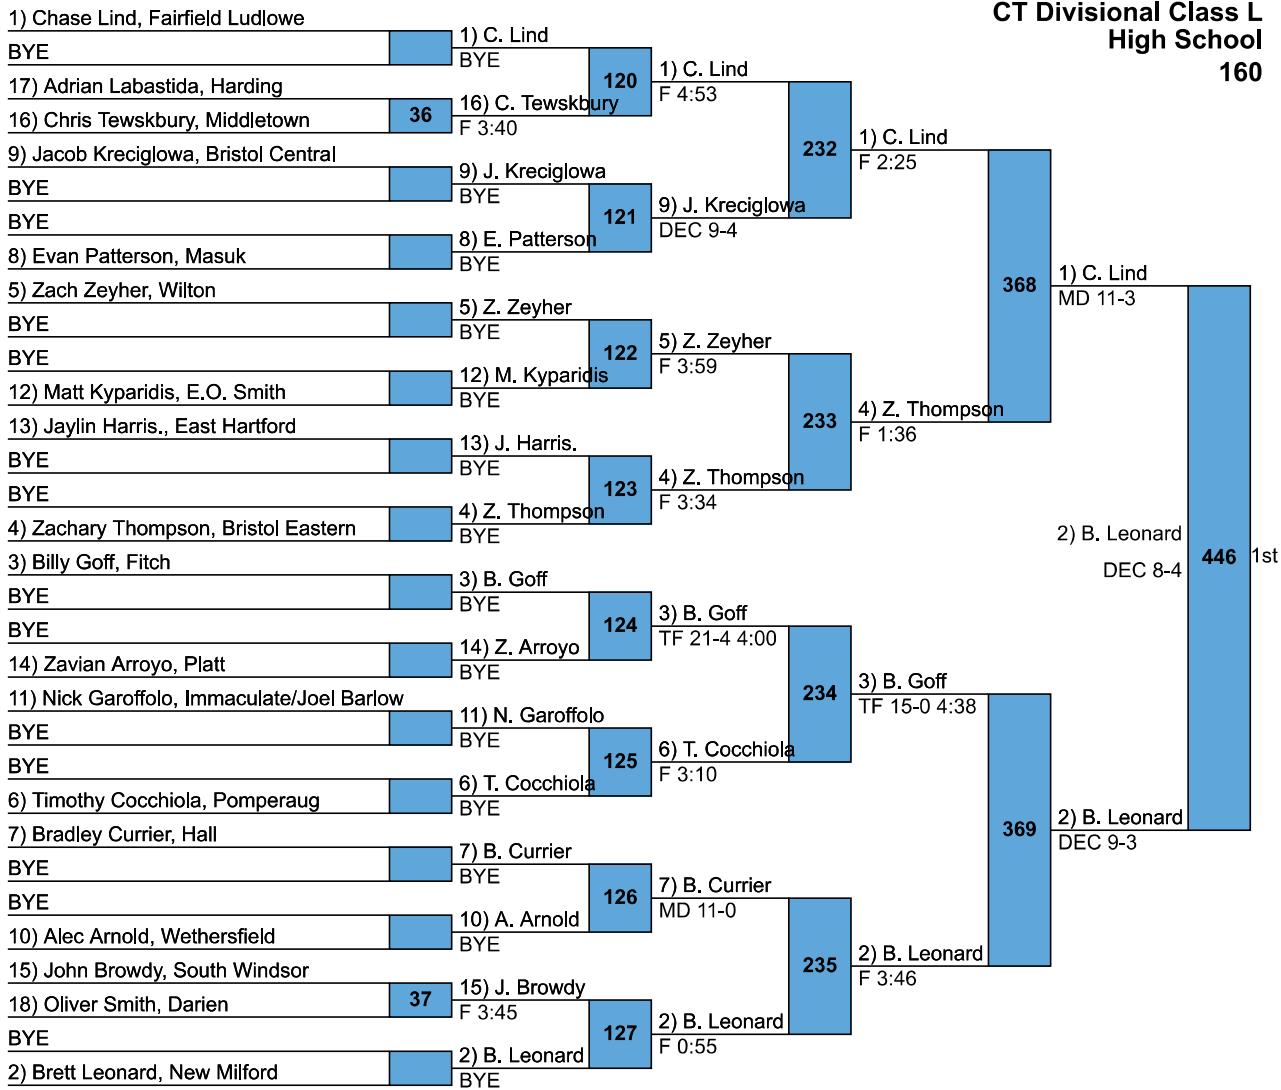 CT Divisional Class L
High School
160
1) Chase Lind, Fairfield Ludlowe
BYE
17) Adrian Labastida, Harding
16) Chris Tewskbury, Middletown
9) Jacob Kreciglowa, Bristol Central
BYE
BYE
8) Evan Patterson, Masuk
5) Zach Zeyher, Wilton
BYE
BYE
12) Matt Kyparidis, E.O. Smith
13) Jaylin Harris., East Hartford
BYE
BYE
4) Zachary Thompson, Bristol Eastern
3) Billy Goff, Fitch
BYE
BYE
14) Zavian Arroyo, Platt
11) Nick Garoffolo, Immaculate/Joel Barlow
BYE
BYE
6) Timothy Cocchiola, Pomperaug
7) Bradley Currier, Hall
BYE
BYE
10) Alec Arnold, Wethersfield
15) John Browdy, South Windsor
18) Oliver Smith, Darien
BYE
2) Brett Leonard, New Milford
36
37
1) C. Lind
BYE
16) C. Tewskbury
F 3:40
9) J. Kreciglowa
BYE
8) E. Patterson
BYE
5) Z. Zeyher
BYE
12) M. Kyparidis
BYE
13) J. Harris.
BYE
4) Z. Thompson
BYE
3) B. Goff
BYE
14) Z. Arroyo
BYE
11) N. Garoffolo
BYE
6) T. Cocchiola
BYE
7) B. Currier
BYE
10) A. Arnold
BYE
15) J. Browdy
F 3:45
2) B. Leonard
BYE
120
121
122
123
124
125
126
127
1) C. Lind
F 4:53
9) J. Kreciglowa
DEC 9-4
5) Z. Zeyher
F 3:59
4) Z. Thompson
F 3:34
3) B. Goff
TF 21-4 4:00
6) T. Cocchiola
F 3:10
7) B. Currier
MD 11-0
2) B. Leonard
F 0:55
232
233
234
235
1) C. Lind
F 2:25
4) Z. Thompson
F 1:36
3) B. Goff
TF 15-0 4:38
2) B. Leonard
F 3:46
368
369
1) C. Lind
MD 11-3
2) B. Leonard
DEC 9-3
2) B. Leonard
DEC 8-4
446
1st